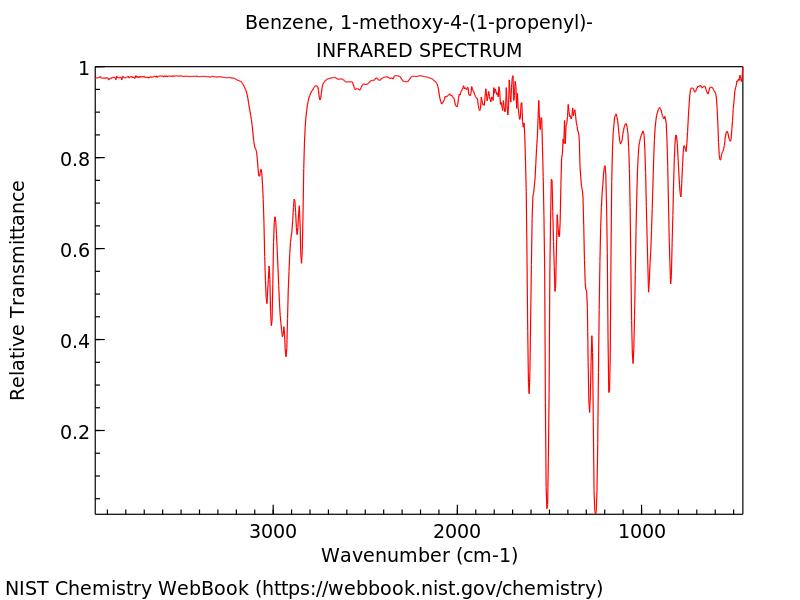 Benzene, 1-methoxy-4-(1-propenyl)-
INFRARED SPECTRUM
1
0.8
0.6
0.4
0.2
Relative Transmittance
3000 2000 1000
Wavenumber (cm-1)
NIST Chemistry WebBook (https://webbook.nist.gov/chemistry)